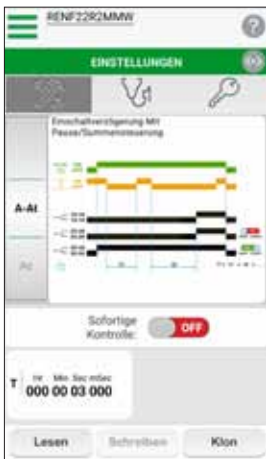 RENF22R2MMW
EINSTELLUNGEN
Einschaltverzögerung Mit
Pause/Summensteuerung
A-At
At
Sofortige
Kontrolle:
OFF
T
Hr Min Sec mSec
000 00 03 000
Lesen
Schreiben
Klon